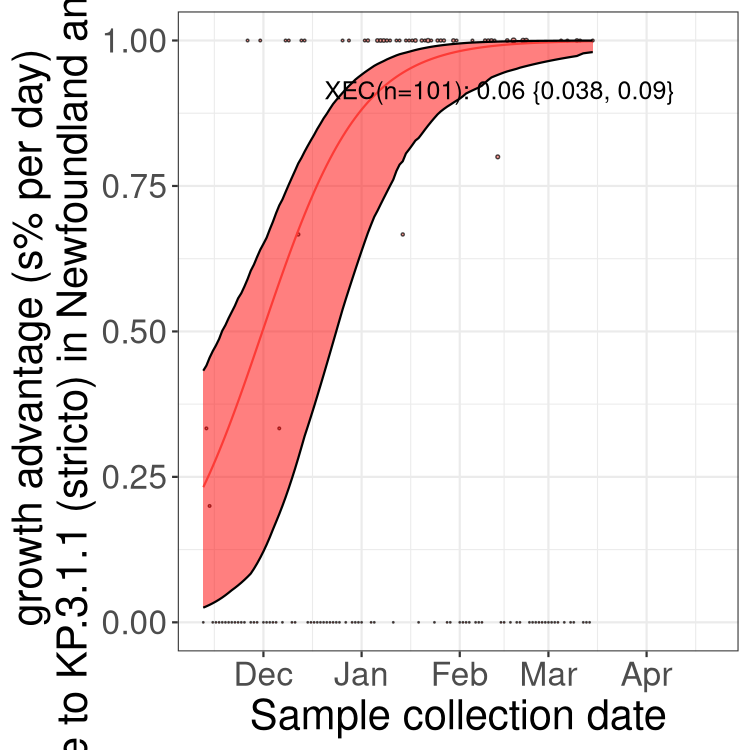 growth advantage (s% per day)
e to KP.3.1.1 (stricto) in Newfoundland an
1.00
0.75
0.50
0.25
0.00
XEC(n=101): 0.06 {0.038, 0.09}
Dec Jan Feb Mar Apr
Sample collection date